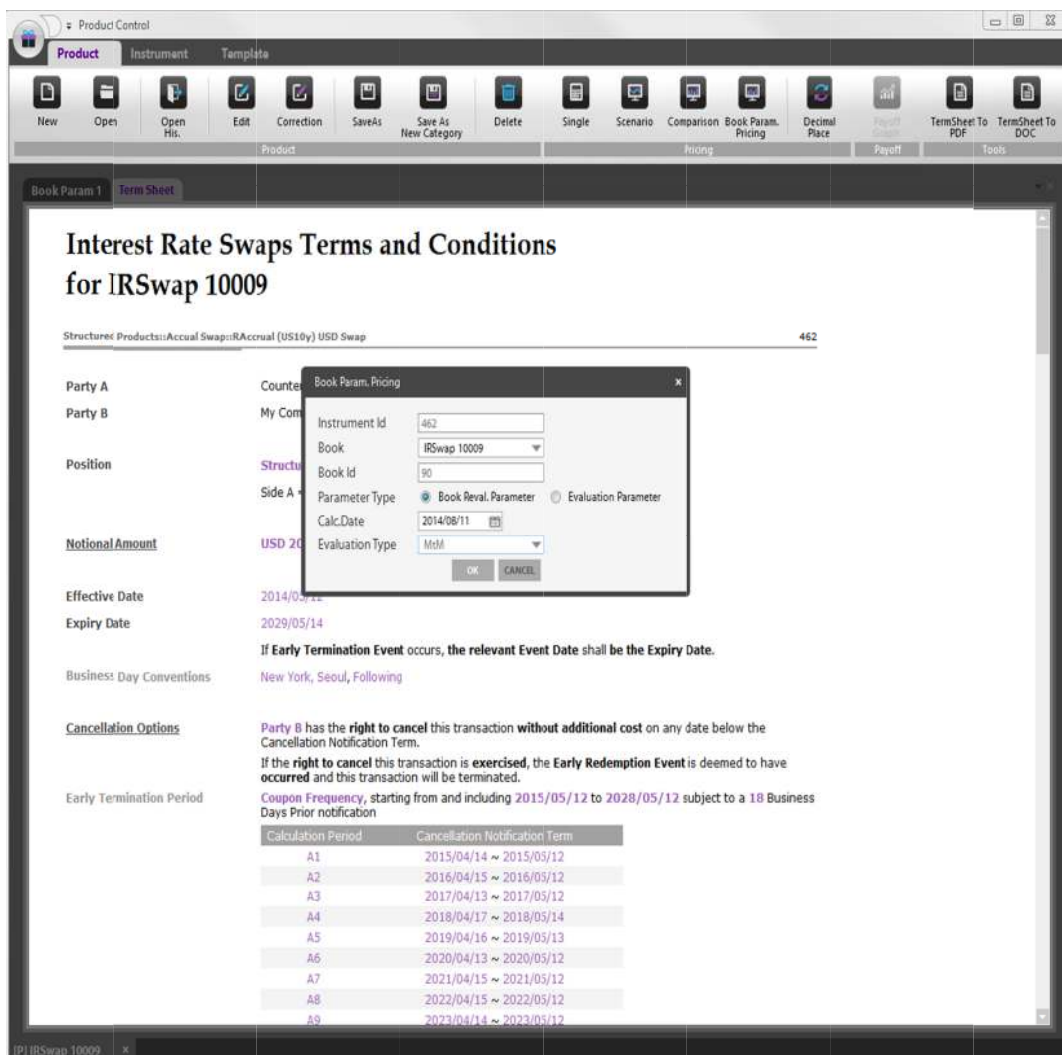 Product Control
Product Instrument Template
New Open Open His. Edit Correction SaveAs Save As New Category Delete Single Scenario Comparison Book Param. Pricing Decimal Place Payoff TermSheet To PDF TermSheet To DOC
Product Pricing Payoff Tools
Book Param 1 Term Sheet
Interest Rate Swaps Terms and Conditions
for IRSwap 10009
Structured Products::Accual Swap::RAccrual (US10y) USD Swap 462
Party A Counte
Party B My Com
Position Structu
Side A =
Notional Amount USD 20
Book Param. Pricing x
Instrument Id 462
Book IRSwap 10009
Book Id 90
Parameter Type Book Reval. Parameter Evaluation Parameter
Calc.Date 2014/08/11
Evaluation Type MtM
OK CANCEL
Effective Date 2014/05/12
Expiry Date 2029/05/14
If Early Termination Event occurs, the relevant Event Date shall be the Expiry Date.
Business Day Conventions New York, Seoul, Following
Cancellation Options Party B has the right to cancel this transaction without additional cost on any date below the
Cancellation Notification Term.
If the right to cancel this transaction is exercised, the Early Redemption Event is deemed to have
occurred and this transaction will be terminated.
Early Termination Period Coupon Frequency, starting from and including 2015/05/12 to 2028/05/12 subject to a 18 Business
Days Prior notification
Calculation Period Cancellation Notification Term
A1 2015/04/14 ~ 2015/05/12
A2 2016/04/15 ~ 2016/05/12
A3 2017/04/13 ~ 2017/05/12
A4 2018/04/17 ~ 2018/05/14
A5 2019/04/16 ~ 2019/05/13
A6 2020/04/13 ~ 2020/05/12
A7 2021/04/15 ~ 2021/05/12
A8 2022/04/15 ~ 2022/05/12
A9 2023/04/14 ~ 2023/05/12
[P] IRSwap 10009 x